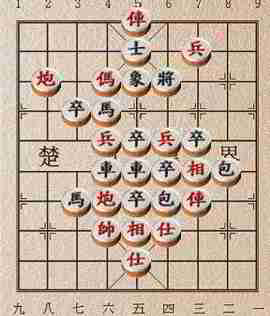 1 2 3 4 5 6 7 8 9
俥
士 兵
炮 傌 象 將
卒 馬
兵 卒 兵 卒
楚 車 車 卒 相 包
馬 炮 卒 包 俥
帥 相 仕
仕
九 八 七 六 五 四 三 二 一